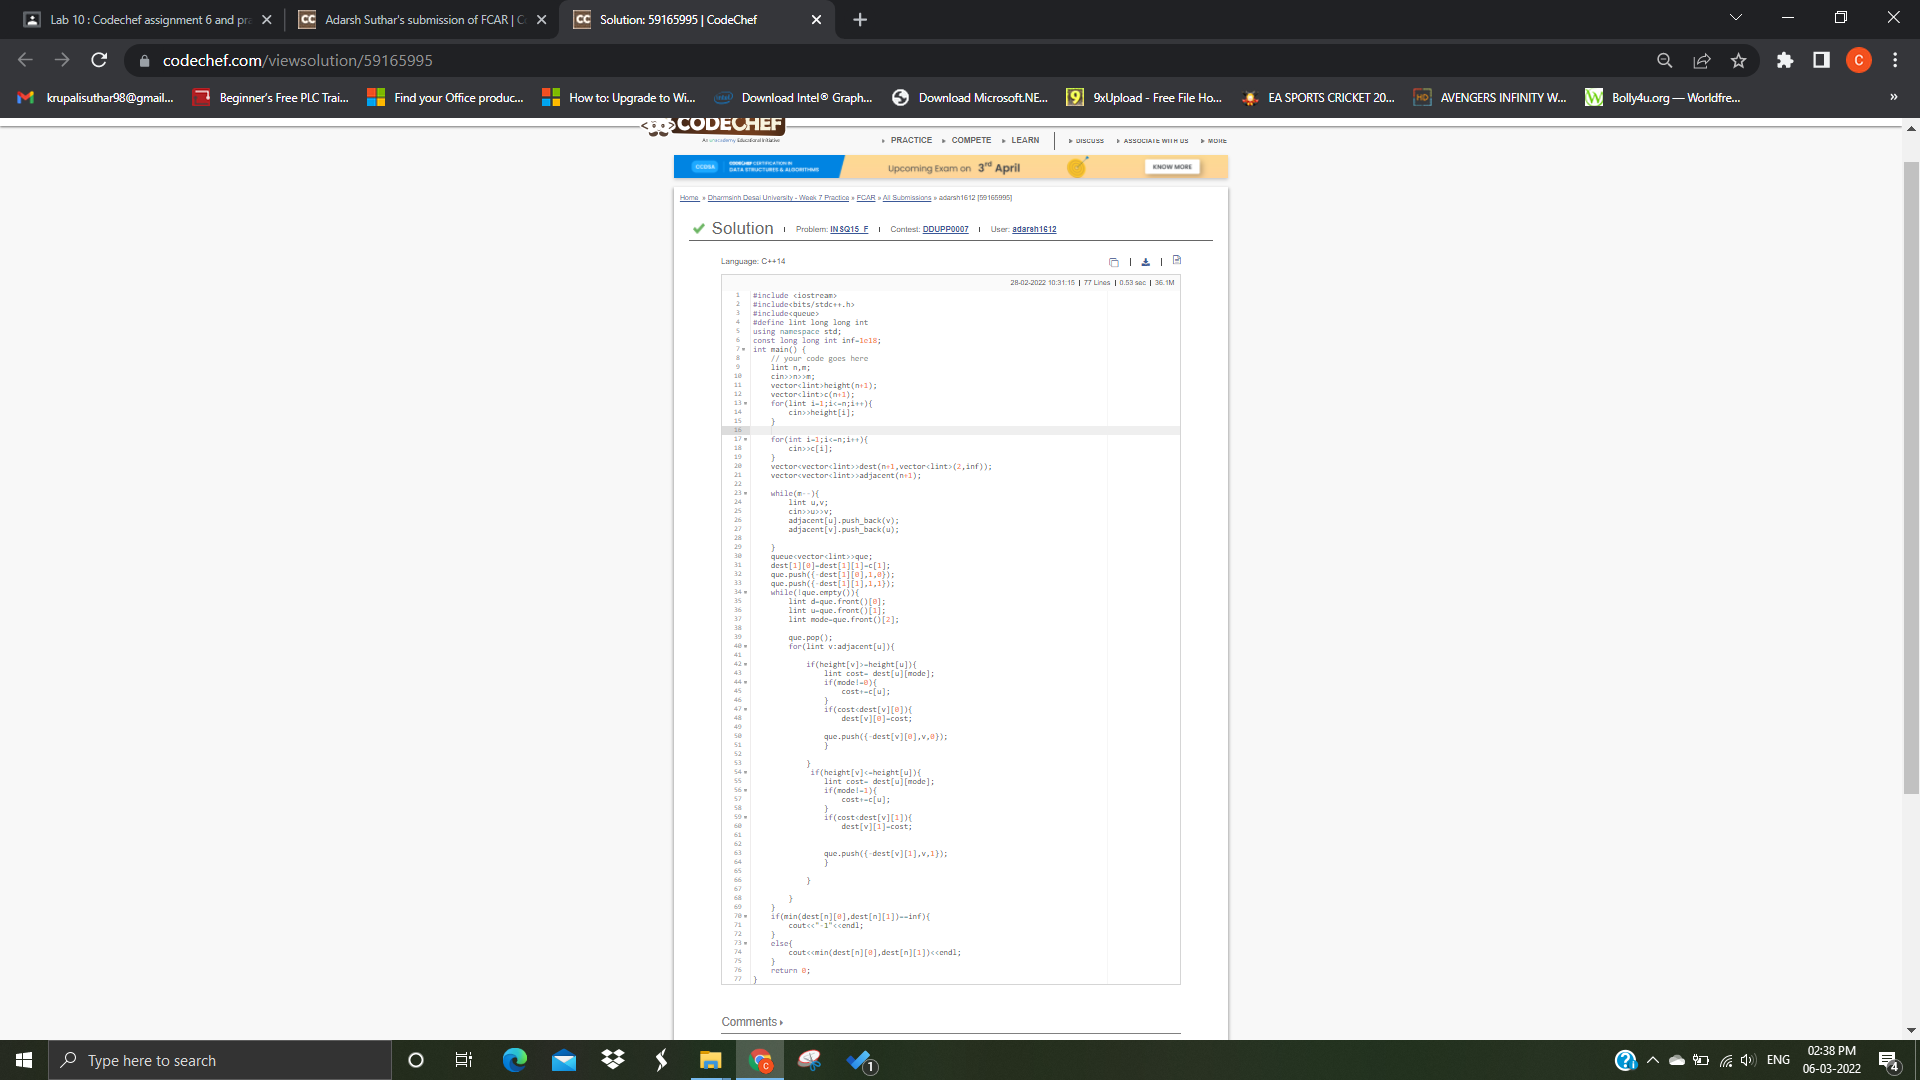 Lab 10 : Codechef assignment 6 and pra
Adarsh Suthar's submission of FCAR | C
Solution: 59165995 | CodeChef
codechef.com/viewsolution/59165995
C
krupalisuthar98@gmail...
Beginner's Free PLC Trai...
Find your Office produc...
How to: Upgrade to Wi...
Download Intel® Graph...
Download Microsoft.NE...
9xUpload - Free File Ho...
EA SPORTS CRICKET 20...
AVENGERS INFINITY W...
Bolly4u.org — Worldfre...
»
CODECHEF
An unacademy Educational Initiative
PRACTICE COMPETE LEARN DISCUSS ASSOCIATE WITH US MORE
CCDSA CODECHEF CERTIFICATION IN
DATA STRUCTURES & ALGORITHMS
Upcoming Exam on 3rd April
KNOW MORE
Home » Dharmsinh Desai University - Week 7 Practice » FCAR » All Submissions » adarsh1612 [59165995]
Solution | Problem: INSQ15_F | Contest: DDUPP0007 | User: adarsh1612
Language: C++14
28-02-2022 10:31:15 | 77 Lines | 0.53 sec | 36.1M
1 #include <iostream>
2 #include<bits/stdc++.h>
3 #include<queue>
4 #define lint long long int
5 using namespace std;
6 const long long int inf=1e18;
7 int main() {
8 // your code goes here
9 lint n,m;
10 cin>>n>>m;
11 vector<lint>height(n+1);
12 vector<lint>c(n+1);
13 for(lint i=1;i<=n;i++){
14 cin>>height[i];
15 }
16
17 for(int i=1;i<=n;i++){
18 cin>>c[i];
19 }
20 vector<vector<lint>>dest(n+1,vector<lint>(2,inf));
21 vector<vector<lint>>adjacent(n+1);
22
23 while(m--){
24 lint u,v;
25 cin>>u>>v;
26 adjacent[u].push_back(v);
27 adjacent[v].push_back(u);
28
29 }
30 queue<vector<lint>>que;
31 dest[1][0]=dest[1][1]=c[1];
32 que.push({-dest[1][0],1,0});
33 que.push({-dest[1][1],1,1});
34 while(!que.empty()){
35 lint d=que.front()[0];
36 lint u=que.front()[1];
37 lint mode=que.front()[2];
38
39 que.pop();
40 for(lint v:adjacent[u]){
41
42 if(height[v]>=height[u]){
43 lint cost= dest[u][mode];
44 if(mode!=0){
45 cost+=c[u];
46 }
47 if(cost<dest[v][0]){
48 dest[v][0]=cost;
49
50 que.push({-dest[v][0],v,0});
51 }
52
53 }
54 if(height[v]<=height[u]){
55 lint cost= dest[u][mode];
56 if(mode!=1){
57 cost+=c[u];
58 }
59 if(cost<dest[v][1]){
60 dest[v][1]=cost;
61
62
63 que.push({-dest[v][1],v,1});
64 }
65
66 }
67
68 }
69 }
70 if(min(dest[n][0],dest[n][1])==inf){
71 cout<<"-1"<<endl;
72 }
73 else{
74 cout<<min(dest[n][0],dest[n][1])<<endl;
75 }
76 return 0;
77 }
Comments
Type here to search
1
ENG
02:38 PM
06-03-2022
4